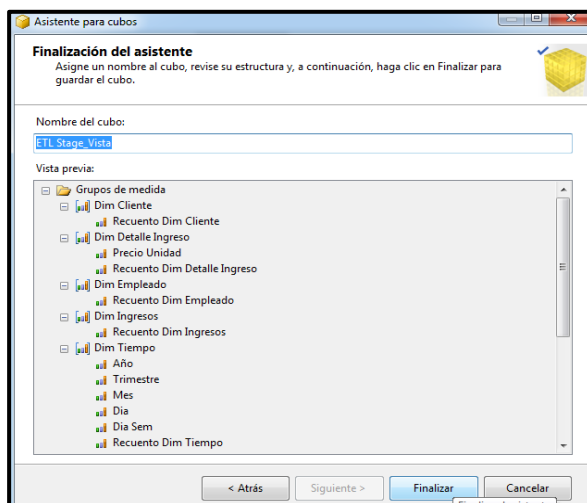 Asistente para cubos
Finalización del asistente
Asigne un nombre al cubo, revise su estructura y, a continuación, haga clic en Finalizar para
guardar el cubo.
Nombre del cubo:
ETL Stage_Vista
Vista previa:
Grupos de medida
Dim Cliente
Recuento Dim Cliente
Dim Detalle Ingreso
Precio Unidad
Recuento Dim Detalle Ingreso
Dim Empleado
Recuento Dim Empleado
Dim Ingresos
Recuento Dim Ingresos
Dim Tiempo
Año
Trimestre
Mes
Dia
Dia Sem
Recuento Dim Tiempo
< Atrás Siguiente > Finalizar Cancelar